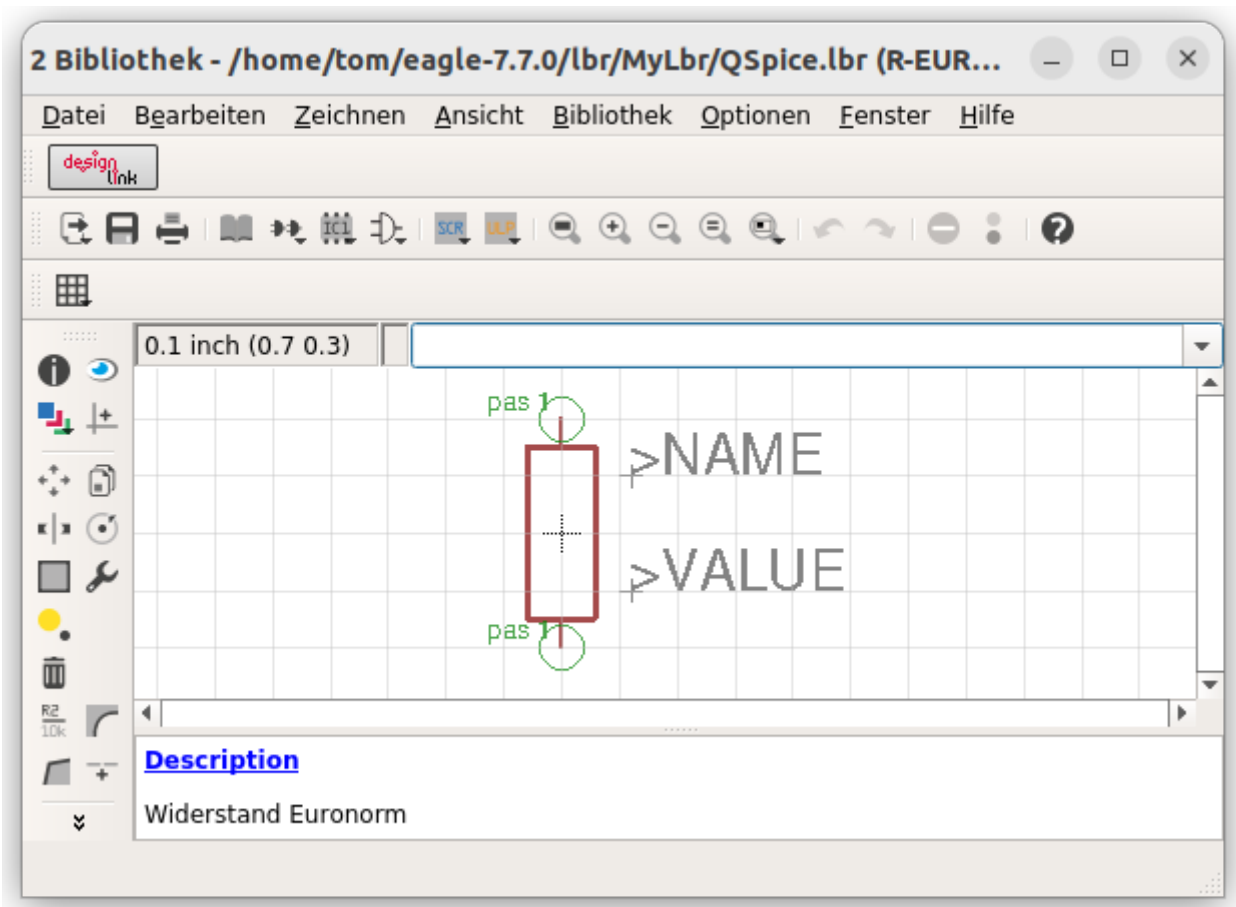 2 Bibliothek - /home/tom/eagle-7.7.0/lbr/MyLbr/QSpice.lbr (R-EUR...
Datei Bearbeiten Zeichnen Ansicht Bibliothek Optionen Fenster Hilfe
design link
IC1 SCR ULP
0.1 inch (0.7 0.3)
pas 1
>NAME
>VALUE
pas 1
R2
10k
Description
Widerstand Euronorm